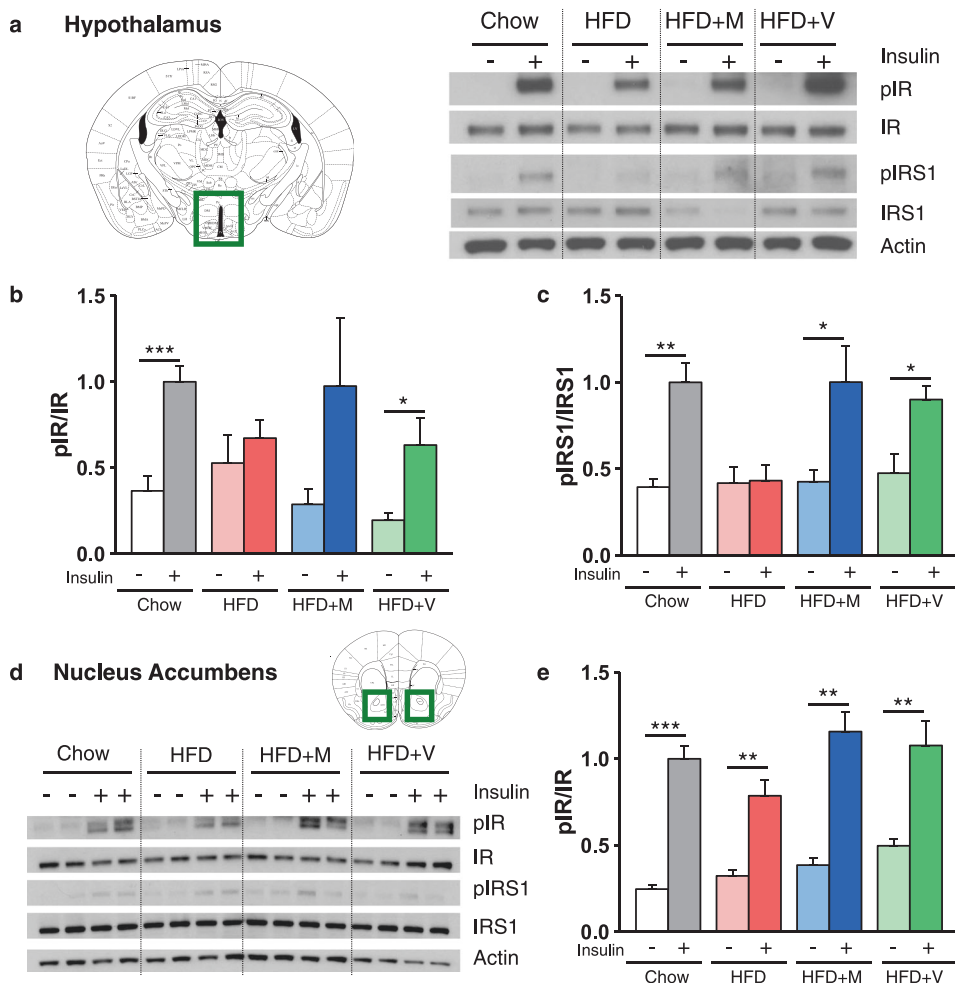 a Hypothalamus
Chow HFD HFD+M HFD+V
- + - + - + - + Insulin
pIR
IR
pIRS1
IRS1
Actin
b
pIR/IR
1.5
1.0
0.5
0.0
***
*
Insulin - + - + - + - +
Chow HFD HFD+M HFD+V
c
pIRS1/IRS1
1.5
1.0
0.5
0.0
**
*
*
Insulin - + - + - + - +
Chow HFD HFD+M HFD+V
d Nucleus Accumbens
Chow HFD HFD+M HFD+V
- - + + - - + + - - + + - - + + Insulin
pIR
IR
pIRS1
IRS1
Actin
e
pIR/IR
1.5
1.0
0.5
0.0
***
**
**
**
- + - + - + - +
Chow HFD HFD+M HFD+V